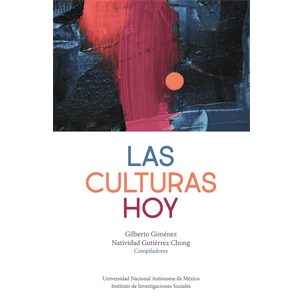 LAS
CULTURAS
HOY
Gilberto Giménez
Natividad Gutiérrez Chong
Compiladores
Universidad Nacional Autónoma de México
Instituto de Investigaciones Sociales